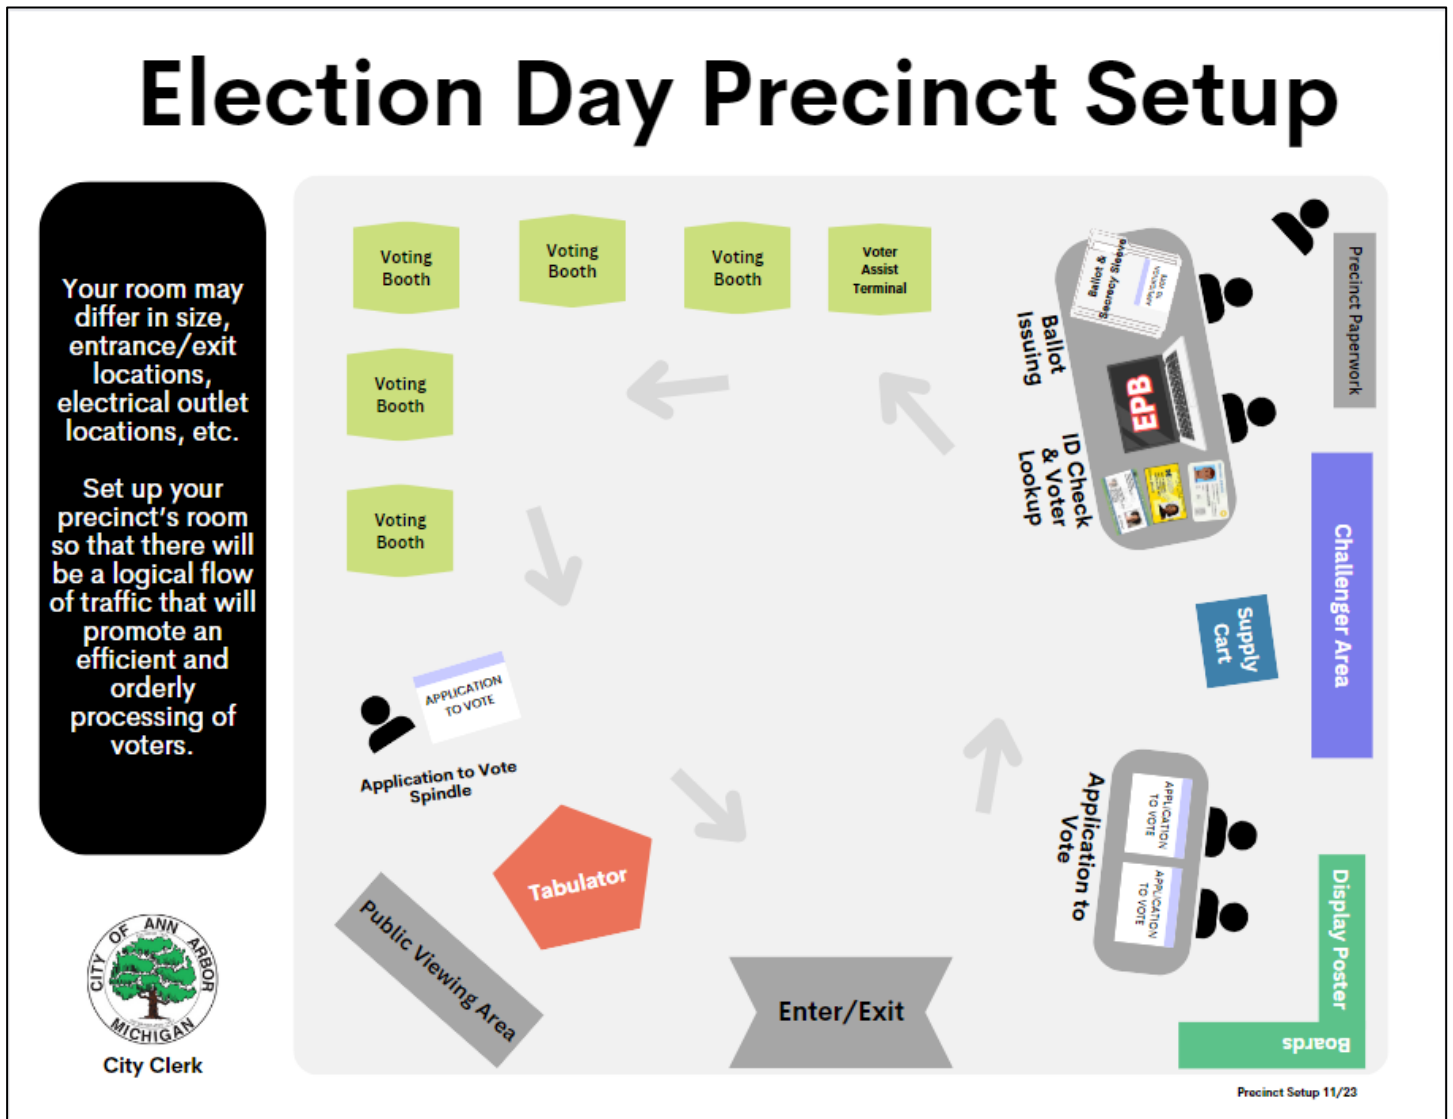 Election Day Precinct Setup
Your room may
differ in size,
entrance/exit
locations,
electrical outlet
locations, etc.
Set up your
precinct's room
so that there will
be a logical flow
of traffic that will
promote an
efficient and
orderly
processing of
voters.
CITY OF ANN ARBOR
MICHIGAN
City Clerk
Voting
Booth
Voting
Booth
Voting
Booth
Voter
Assist
Terminal
Voting
Booth
Voting
Booth
Ballot &
Secrecy Sleeve
Ballot
Issuing
EPB
ID Check
& Voter
Lookup
Precinct Paperwork
Challenger Area
Supply
Cart
APPLICATION
TO VOTE
Application to Vote
Spindle
Tabulator
Public Viewing Area
Enter/Exit
Application to
Vote
APPLICATION
TO VOTE
APPLICATION
TO VOTE
Display Poster
Boards
Precinct Setup 11/23